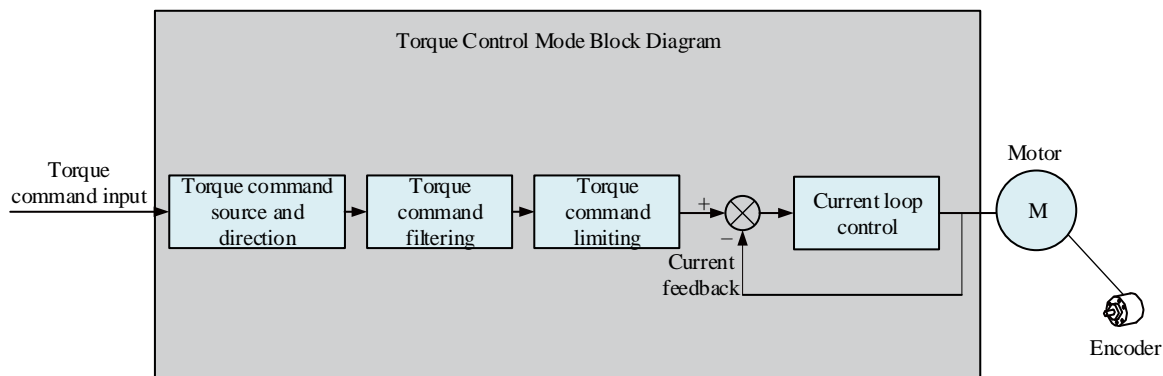 Torque Control Mode Block Diagram
Torque
command input
Torque command
source and
direction
Torque
command
filtering
Torque
command
limiting
+
−
Current
feedback
Current loop
control
Motor
M
Encoder